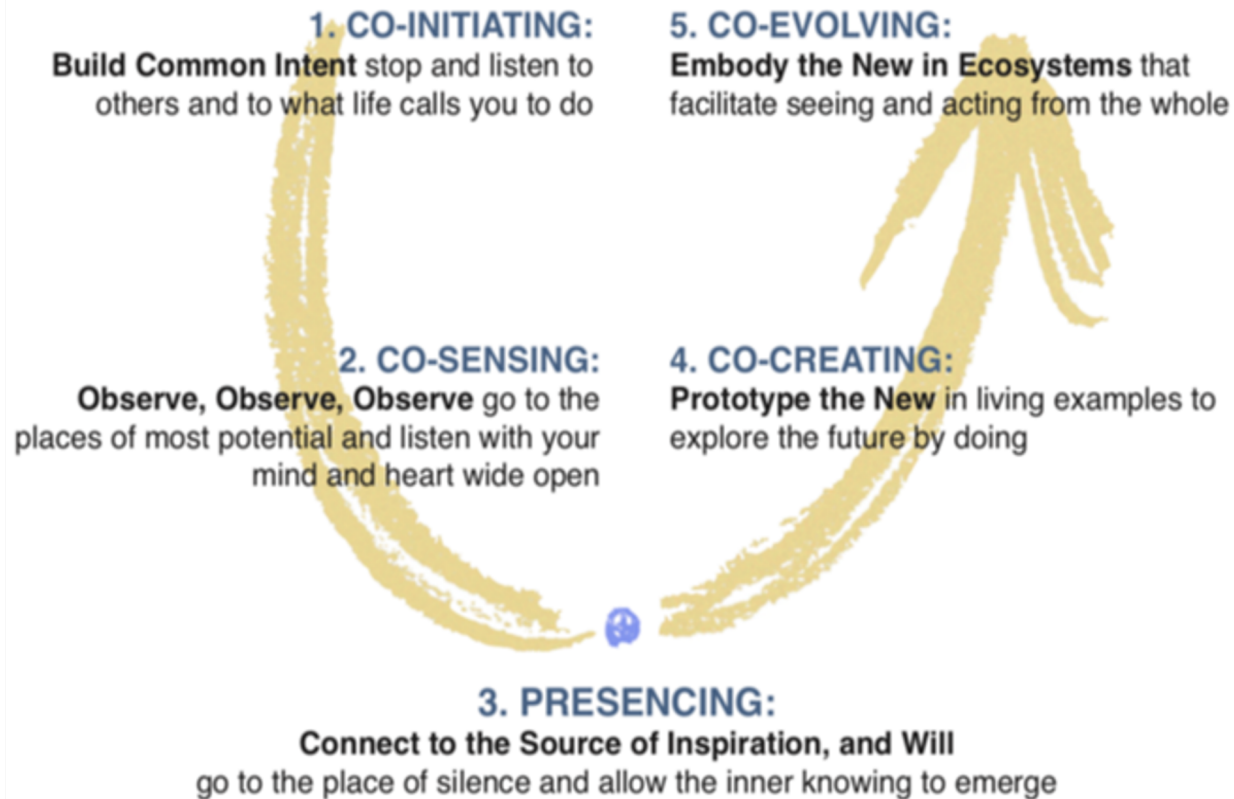 1. CO-INITIATING:
Build Common Intent stop and listen to
others and to what life calls you to do
2. CO-SENSING:
Observe, Observe, Observe go to the
places of most potential and listen with your
mind and heart wide open
3. PRESENCING:
Connect to the Source of Inspiration, and Will
go to the place of silence and allow the inner knowing to emerge
4. CO-CREATING:
Prototype the New in living examples to
explore the future by doing
5. CO-EVOLVING:
Embody the New in Ecosystems that
facilitate seeing and acting from the whole